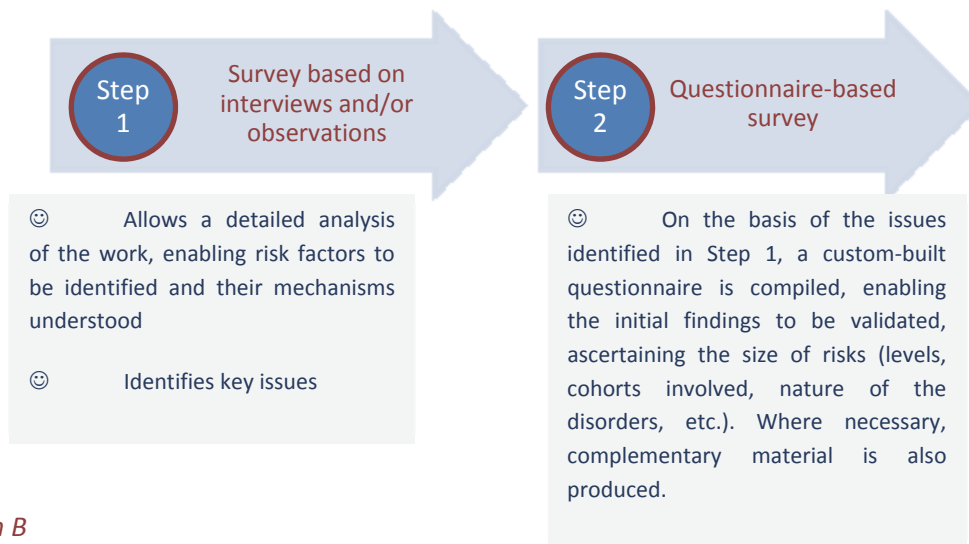 Step
1
Survey based on
interviews and/or
observations
Step
2
Questionnaire-based
survey
☺ Allows a detailed analysis
of the work, enabling risk factors to
be identified and their mechanisms
understood
☺ Identifies key issues
☺ On the basis of the issues
identified in Step 1, a custom-built
questionnaire is compiled, enabling
the initial findings to be validated,
ascertaining the size of risks (levels,
cohorts involved, nature of the
disorders, etc.). Where necessary,
complementary material is also
produced.
B